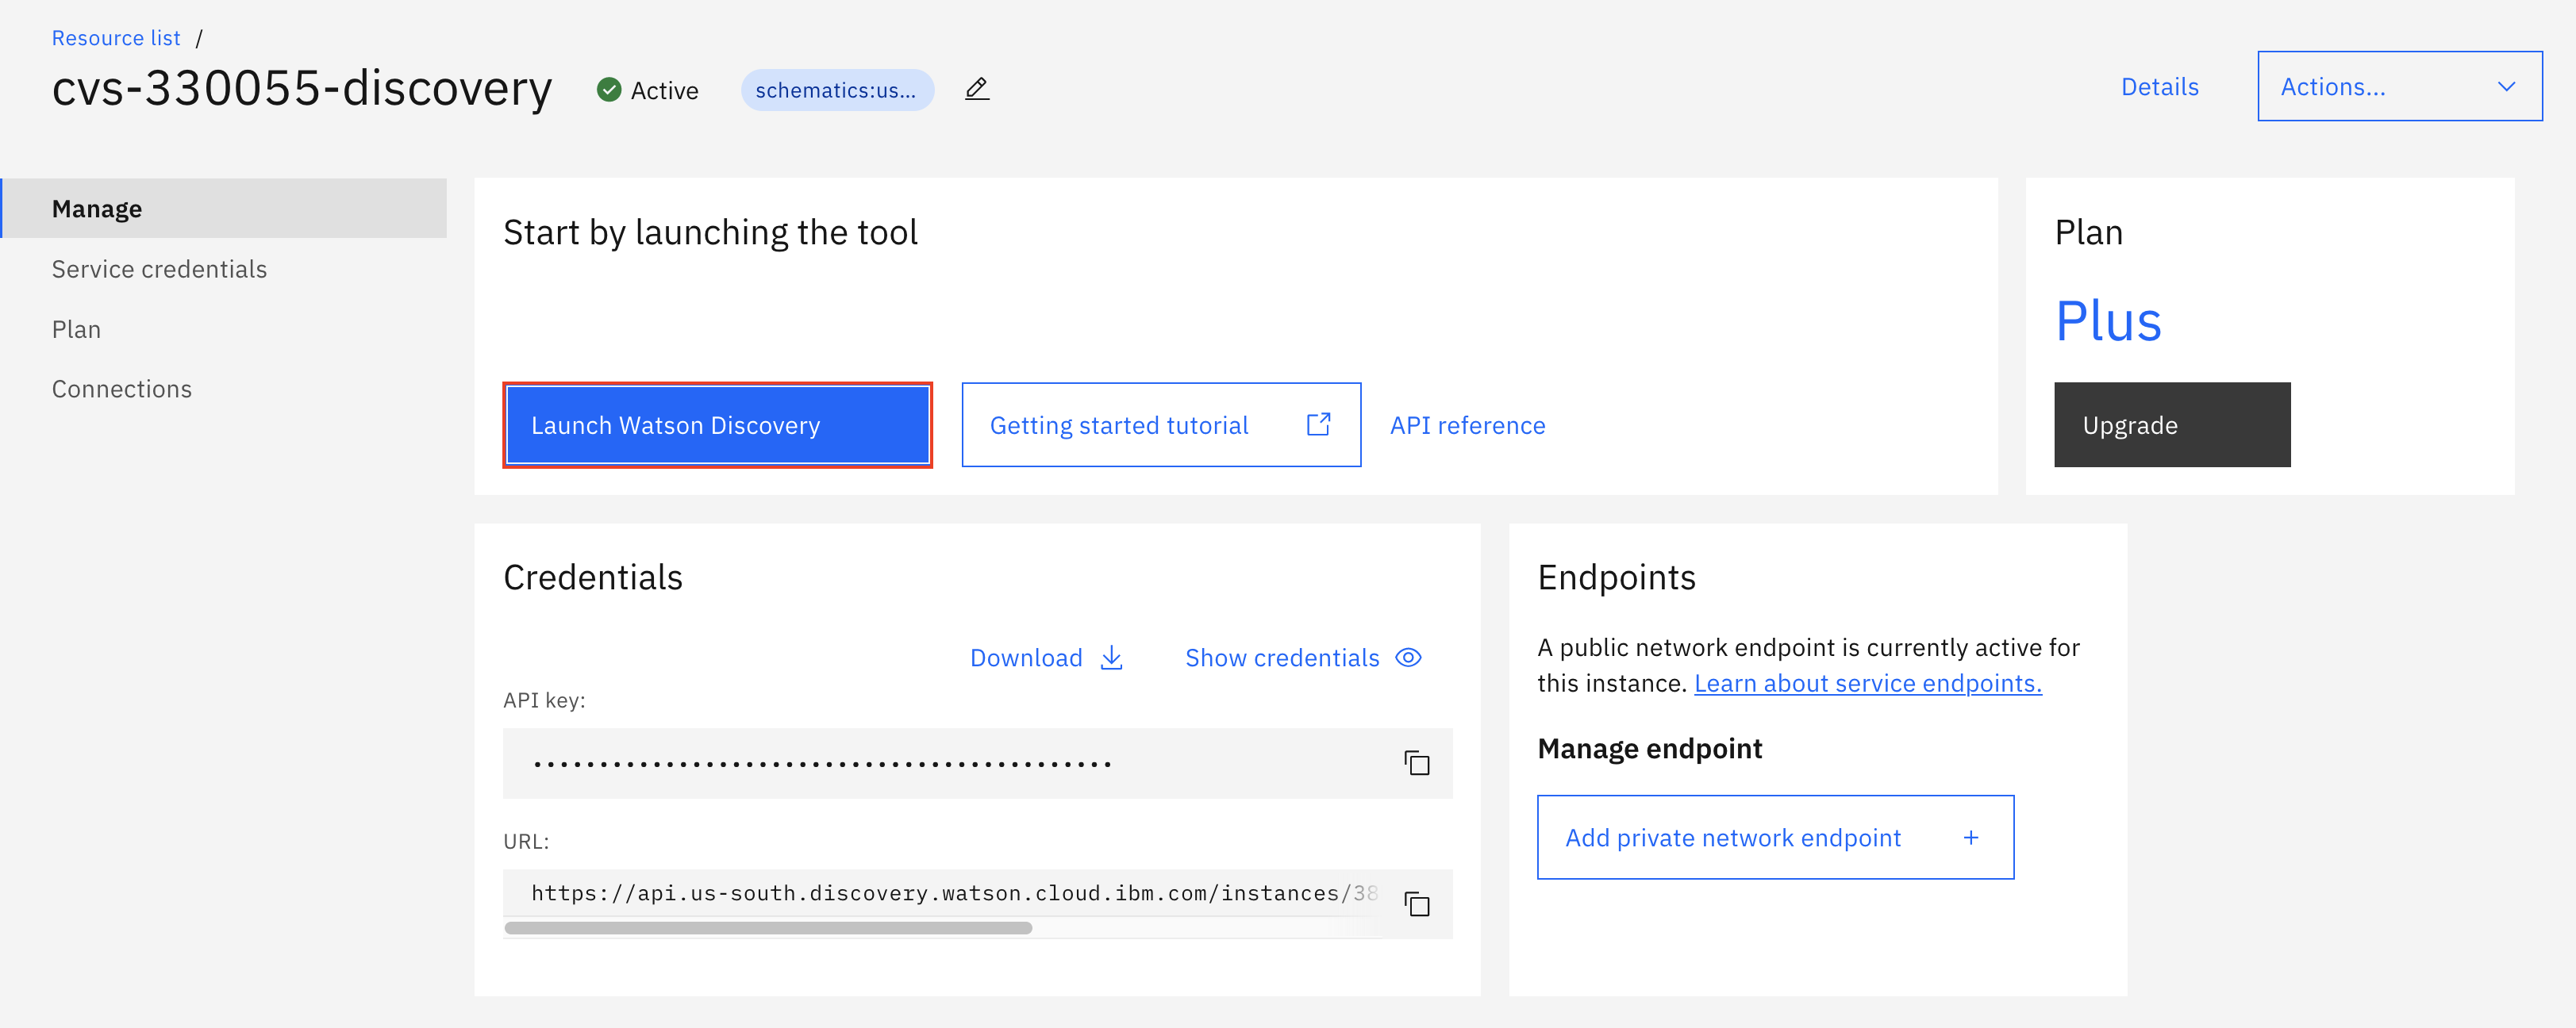 Resource list /
cvs-330055-discovery
Active
schematics:us...
Details
Actions...
Manage
Service credentials
Plan
Connections
Start by launching the tool
Launch Watson Discovery
Getting started tutorial
API reference
Plan
Plus
Upgrade
Credentials
Download
Show credentials
API key:
••••••••••••••••••••••••••••••••••••••••••••
URL:
https://api.us-south.discovery.watson.cloud.ibm.com/instances/38
Endpoints
A public network endpoint is currently active for
this instance. Learn about service endpoints.
Manage endpoint
Add private network endpoint +